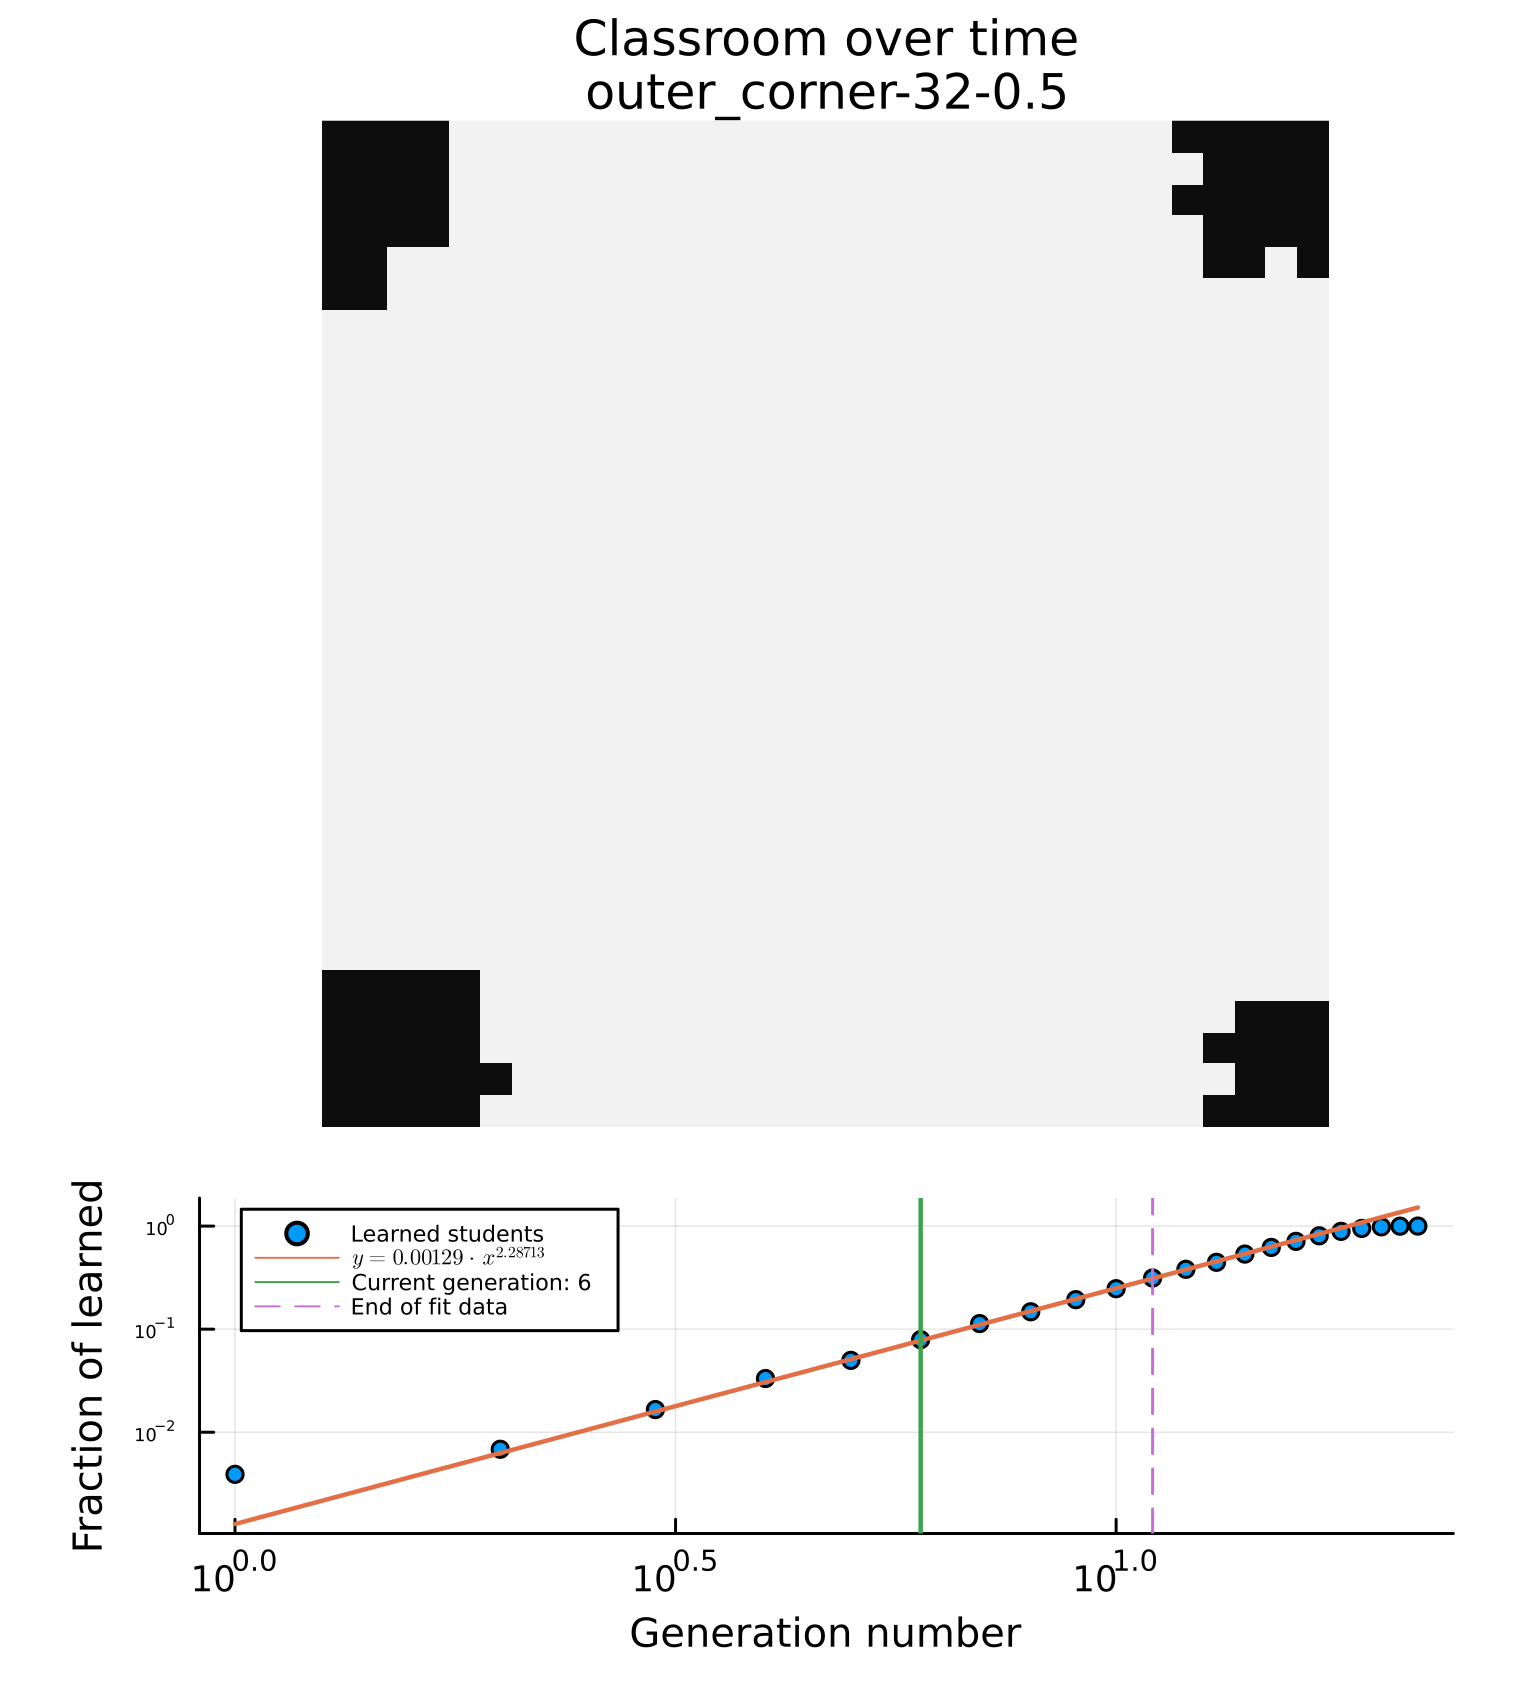 Classroom over time
outer_corner-32-0.5
Fraction of learned
10^0
10^−1
10^−2
Learned students
y = 0.00129 · x^2.28713
Current generation: 6
End of fit data
10^0.0 10^0.5 10^1.0
Generation number